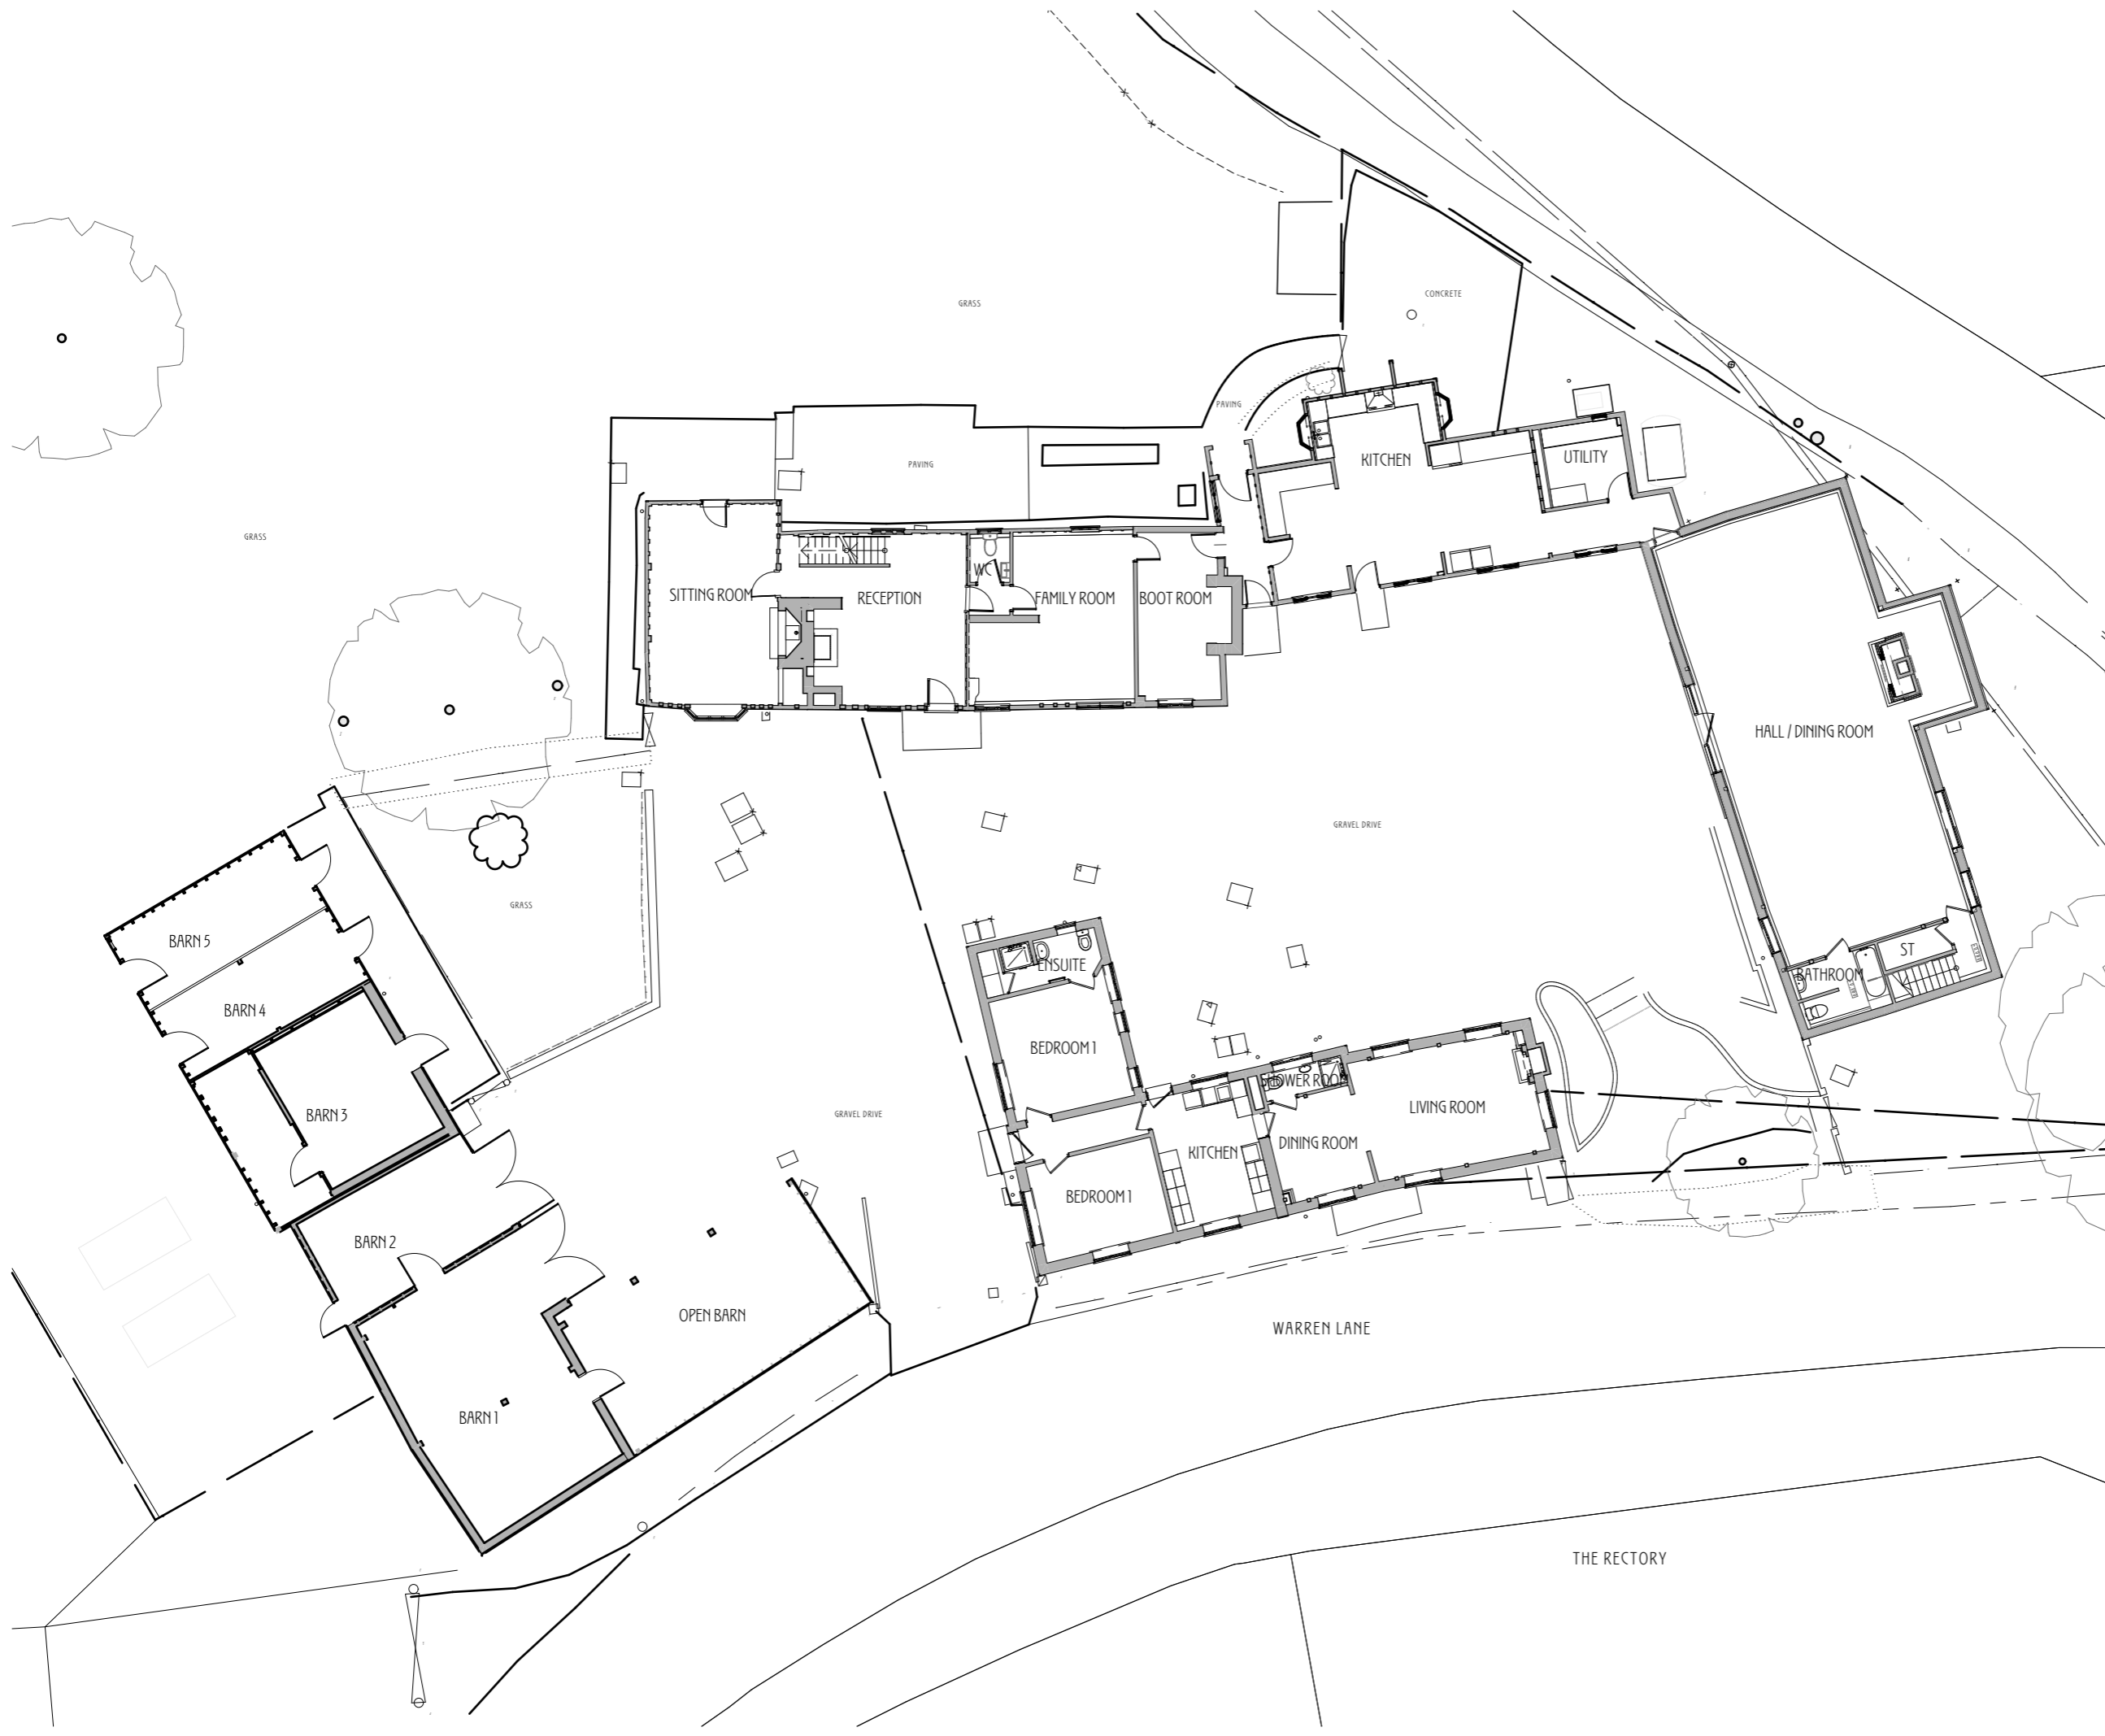 GRASS
CONCRETE
PAVING
PAVING
KITCHEN
UTILITY
GRASS
SITTING ROOM
RECEPTION
WC
FAMILY ROOM
BOOT ROOM
HALL / DINING ROOM
GRAVEL DRIVE
GRASS
BARN 5
BARN 4
ENSUITE
ST
BATHROOM
BEDROOM 1
SHOWER ROOM
LIVING ROOM
BARN 3
GRAVEL DRIVE
DINING ROOM
KITCHEN
BEDROOM 1
BARN 2
OPEN BARN
WARREN LANE
BARN 1
THE RECTORY